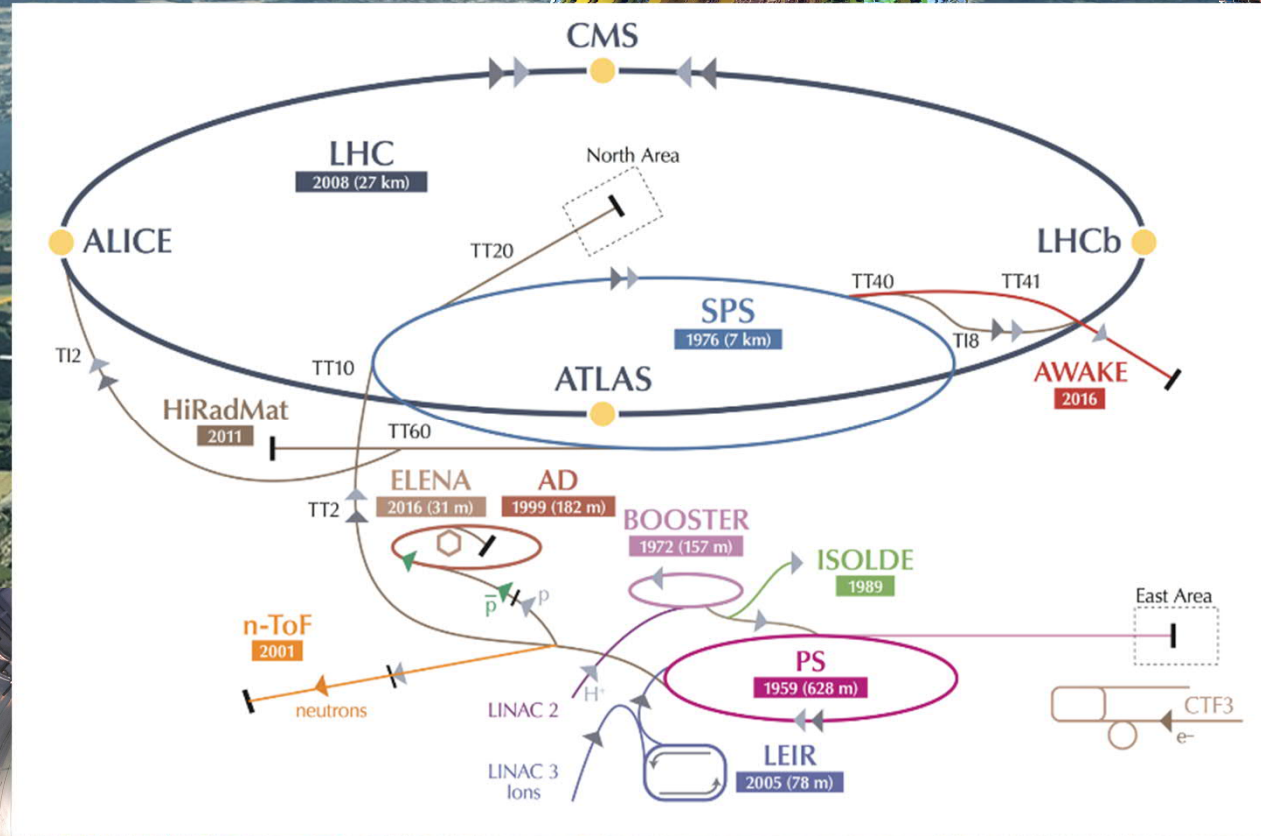 CMS
LHC
2008 (27 km)
North Area
ALICE
LHCb
TT20
TT40
TT41
SPS
1976 (7 km)
TI8
TI2
TT10
ATLAS
AWAKE
2016
HiRadMat
2011
TT60
ELENA
2016 (31 m)
AD
1999 (182 m)
TT2
BOOSTER
1972 (157 m)
ISOLDE
1989
p̅
p
East Area
n-ToF
2001
PS
1959 (628 m)
neutrons
H⁺
LINAC 2
CTF3
e–
LEIR
2005 (78 m)
LINAC 3
Ions